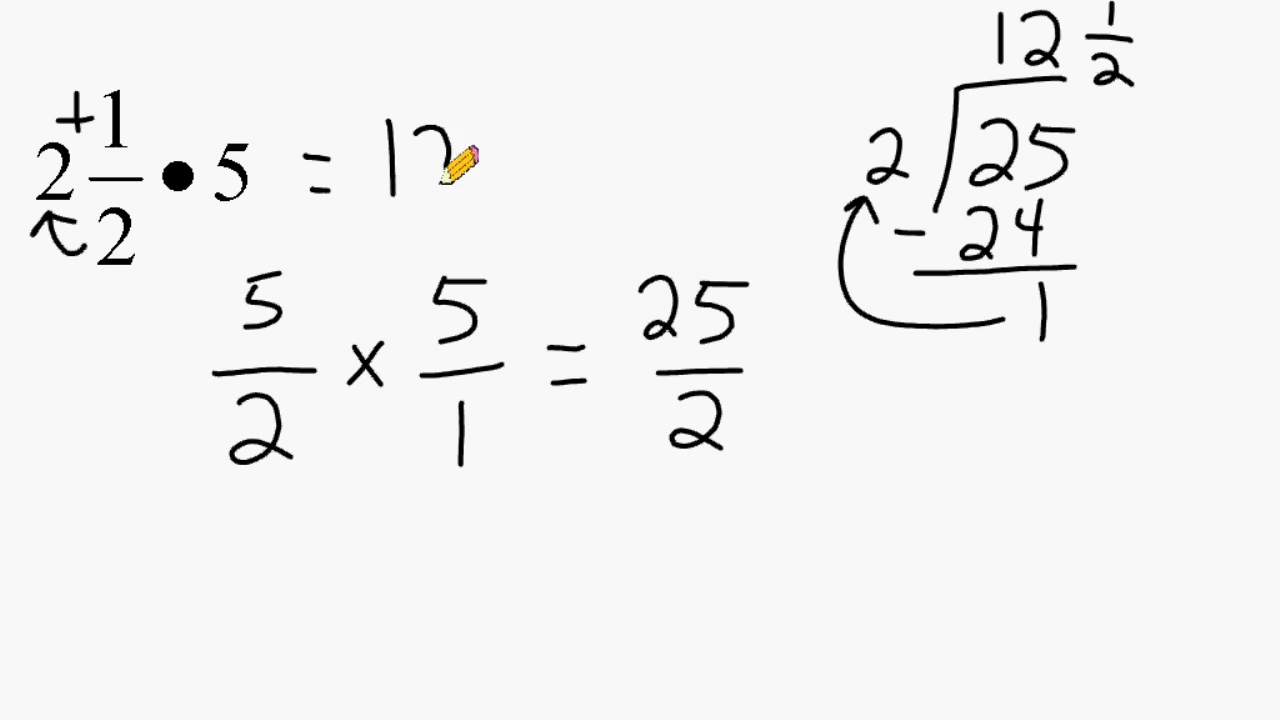 2 +1/2 • 5 = 12
5/2 x 5/1 = 25/2
12 1/2
2 25
- 24
1